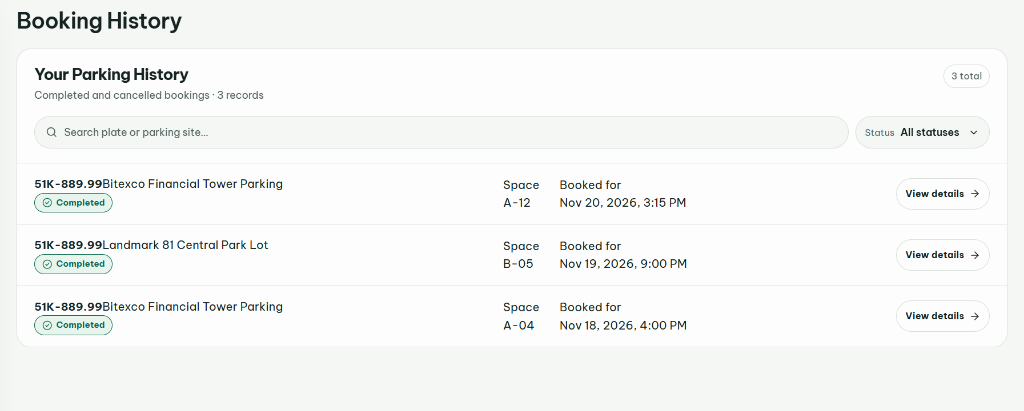 Booking History
Your Parking History
3 total
Completed and cancelled bookings · 3 records
Search plate or parking site...
Status All statuses
51K-889.99Bitexco Financial Tower Parking
Completed
Space
A-12
Booked for
Nov 20, 2026, 3:15 PM
View details →
51K-889.99Landmark 81 Central Park Lot
Completed
Space
B-05
Booked for
Nov 19, 2026, 9:00 PM
View details →
51K-889.99Bitexco Financial Tower Parking
Completed
Space
A-04
Booked for
Nov 18, 2026, 4:00 PM
View details →